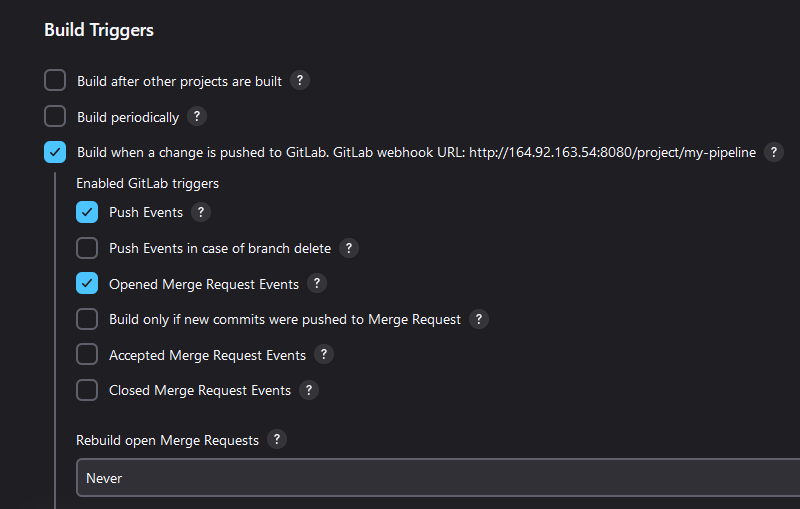 Build Triggers
Build after other projects are built ?
Build periodically ?
Build when a change is pushed to GitLab. GitLab webhook URL: http://164.92.163.54:8080/project/my-pipeline ?
Enabled GitLab triggers
Push Events ?
Push Events in case of branch delete ?
Opened Merge Request Events ?
Build only if new commits were pushed to Merge Request ?
Accepted Merge Request Events ?
Closed Merge Request Events ?
Rebuild open Merge Requests ?
Never